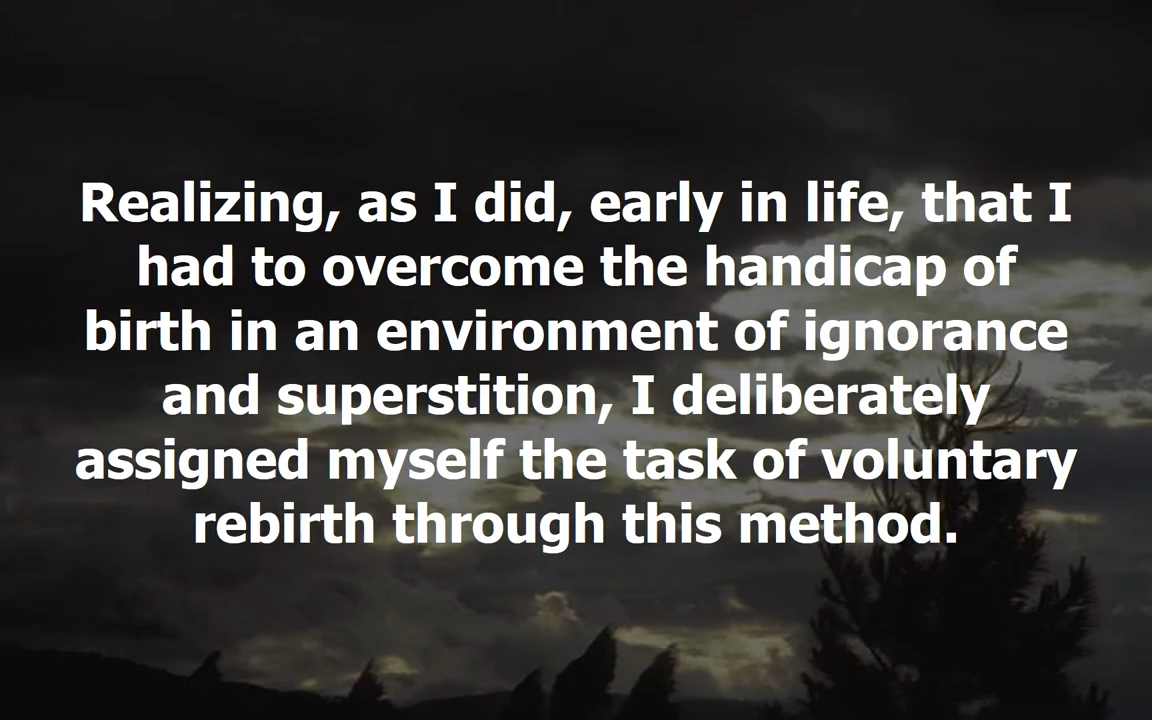 Realizing, as I did, early in life, that I
had to overcome the handicap of
birth in an environment of ignorance
and superstition, I deliberately
assigned myself the task of voluntary
rebirth through this method.